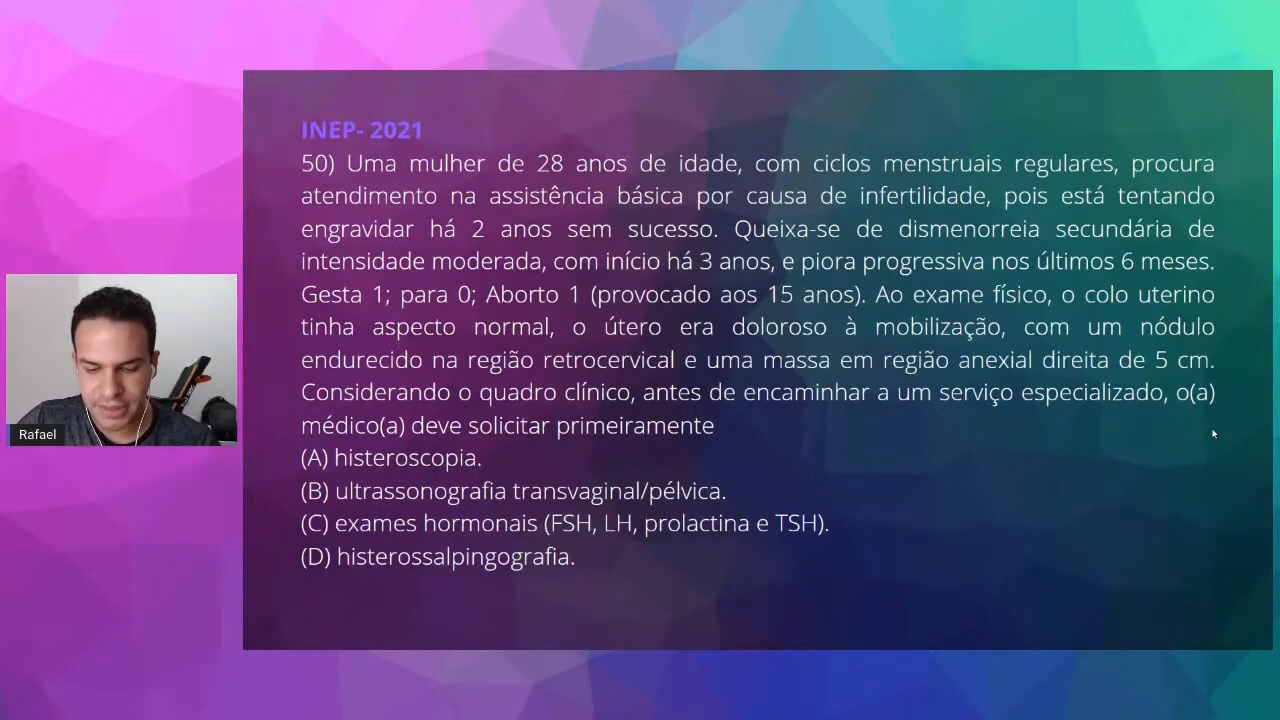 INEP- 2021
50) Uma mulher de 28 anos de idade, com ciclos menstruais regulares, procura
atendimento na assistência básica por causa de infertilidade, pois está tentando
engravidar há 2 anos sem sucesso. Queixa-se de dismenorreia secundária de
intensidade moderada, com início há 3 anos, e piora progressiva nos últimos 6 meses.
Gesta 1; para 0; Aborto 1 (provocado aos 15 anos). Ao exame físico, o colo uterino
tinha aspecto normal, o útero era doloroso à mobilização, com um nódulo
endurecido na região retrocervical e uma massa em região anexial direita de 5 cm.
Considerando o quadro clínico, antes de encaminhar a um serviço especializado, o(a)
médico(a) deve solicitar primeiramente
(A) histeroscopia.
(B) ultrassonografia transvaginal/pélvica.
(C) exames hormonais (FSH, LH, prolactina e TSH).
(D) histerossalpingografia.
Rafael